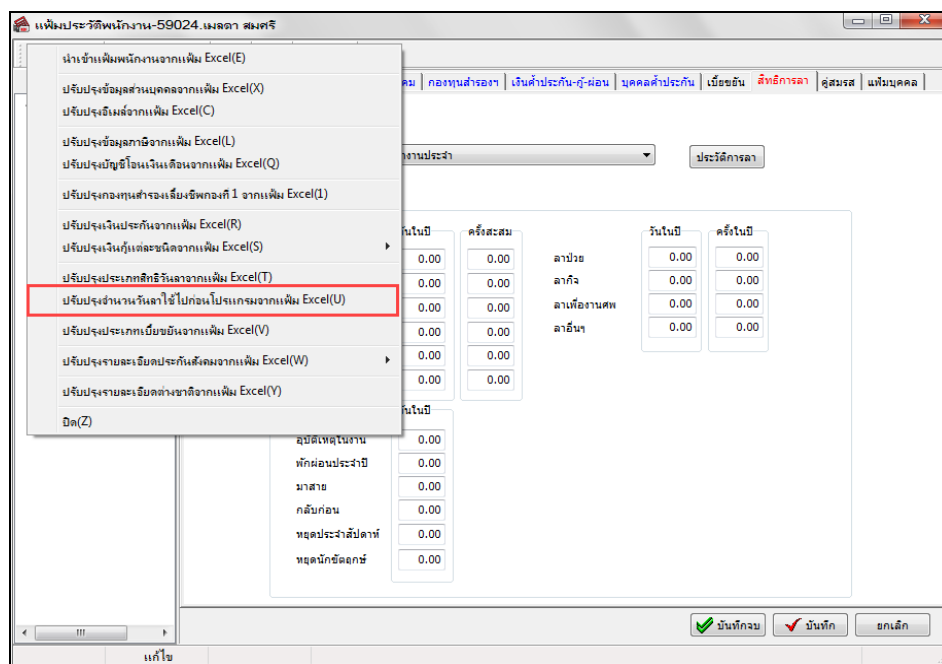 แฟ้มประวัติพนักงาน-59024.เมลดา สมศรี
นำเข้าแฟ้มพนักงานจากแฟ้ม Excel(E)
ปรับปรุงข้อมูลส่วนบุคคลจากแฟ้ม Excel(X)
ปรับปรุงอีเมล์จากแฟ้ม Excel(C)
ปรับปรุงข้อมูลภาษีจากแฟ้ม Excel(L)
ปรับปรุงบัญชีโอนเงินเดือนจากแฟ้ม Excel(Q)
ปรับปรุงกองทุนสำรองเลี้ยงชีพกองที่ 1 จากแฟ้ม Excel(1)
ปรับปรุงเงินประกันจากแฟ้ม Excel(R)
ปรับปรุงเงินกู้แต่ละชนิดจากแฟ้ม Excel(S)
ปรับปรุงประเภทสิทธิวันลาจากแฟ้ม Excel(T)
ปรับปรุงจำนวนวันลาใช้ไปก่อนโปรแกรมจากแฟ้ม Excel(U)
ปรับปรุงประเภทเบี้ยขยันจากแฟ้ม Excel(V)
ปรับปรุงรายละเอียดประกันสังคมจากแฟ้ม Excel(W)
ปรับปรุงรายละเอียดต่างชาติจากแฟ้ม Excel(Y)
ปิด(Z)
คม กองทุนสำรองฯ เงินค้ำประกัน-กู้-ผ่อน บุคคลค้ำประกัน เบี้ยขยัน สิทธิการลา คู่สมรส แฟ้มบุคคล
งานประจำ ประวัติการลา
วันในปี ครั้งสะสม วันในปี ครั้งในปี
0.00 0.00 ลาป่วย 0.00 0.00
0.00 0.00 ลากิจ 0.00 0.00
0.00 0.00 ลาเพื่องานศพ 0.00 0.00
0.00 0.00 ลาอื่นๆ 0.00 0.00
0.00 0.00
0.00 0.00
วันในปี
อุบัติเหตุในงาน 0.00
พักผ่อนประจำปี 0.00
มาสาย 0.00
กลับก่อน 0.00
หยุดประจำสัปดาห์ 0.00
หยุดนักขัตฤกษ์ 0.00
บันทึกจบ บันทึก ยกเลิก
แก้ไข